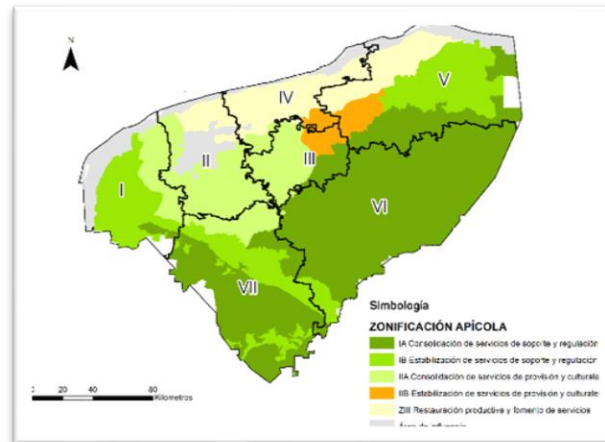 N
IV
V
II
III
I
VI
VII
Simbología
ZONIFICACIÓN APÍCOLA
IA Consolidación de servicios de soporte y regulación
IB Estabilización de servicios de soporte y regulación
IIA Consolidación de servicios de provisión y culturale
IIB Estabilización de servicios de provisión y culturale
ZIII Restauración productiva y fomento de servicios
0 20 40 80
Kilometros